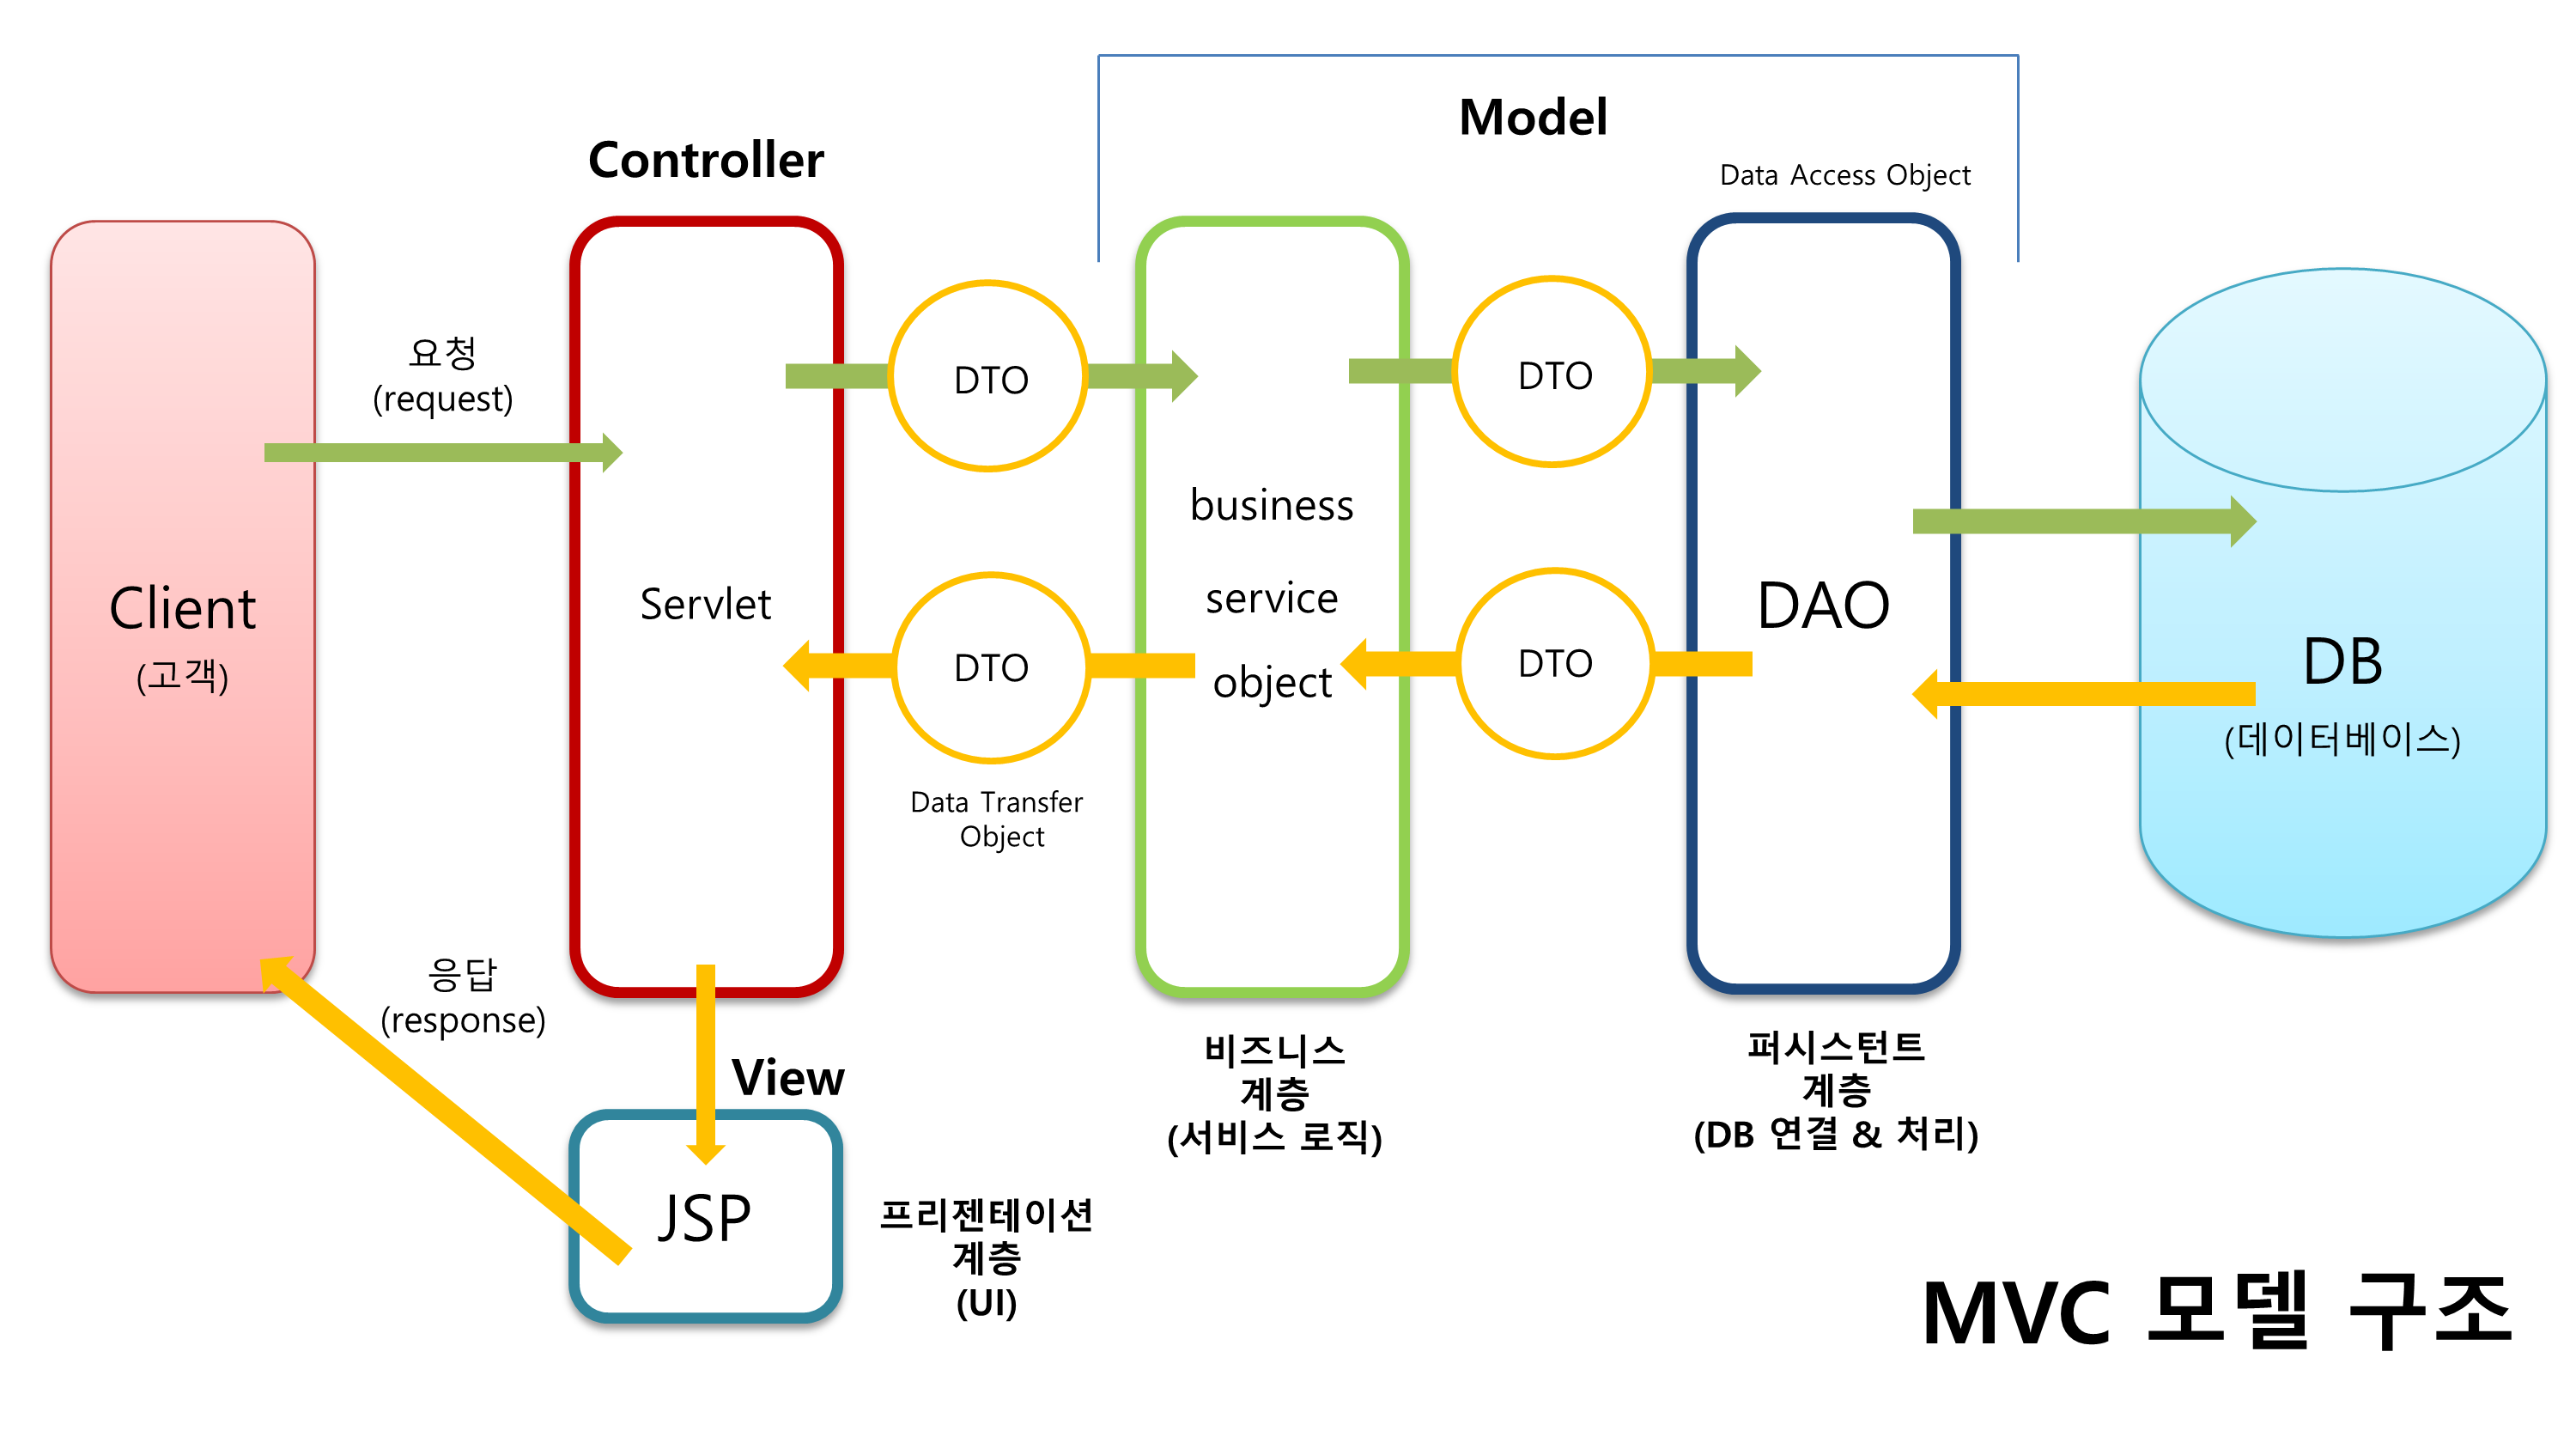 Model
Controller
Data Access Object
요청
(request)
DTO
DTO
business
service
object
Servlet
Client
(고객)
DTO
DTO
DAO
DB
(데이터베이스)
Data Transfer
Object
응답
(response)
View
JSP
프리젠테이션
계층
(UI)
비즈니스
계층
(서비스 로직)
퍼시스턴트
계층
(DB 연결 & 처리)
MVC 모델 구조